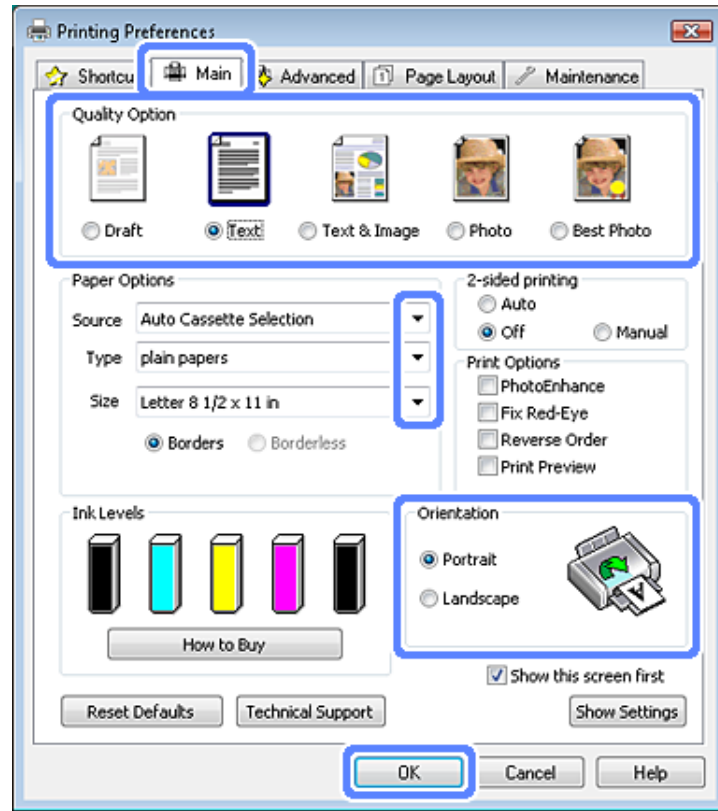 Printing Preferences
Shortcu Main Advanced Page Layout Maintenance
Quality Option
Draft Text Text & Image Photo Best Photo
Paper Options
Source Auto Cassette Selection
Type plain papers
Size Letter 8 1/2 x 11 in
Borders Borderless
2-sided printing
Auto
Off Manual
Print Options
PhotoEnhance
Fix Red-Eye
Reverse Order
Print Preview
Ink Levels
How to Buy
Orientation
Portrait
Landscape
A
Show this screen first
Reset Defaults Technical Support Show Settings
OK Cancel Help